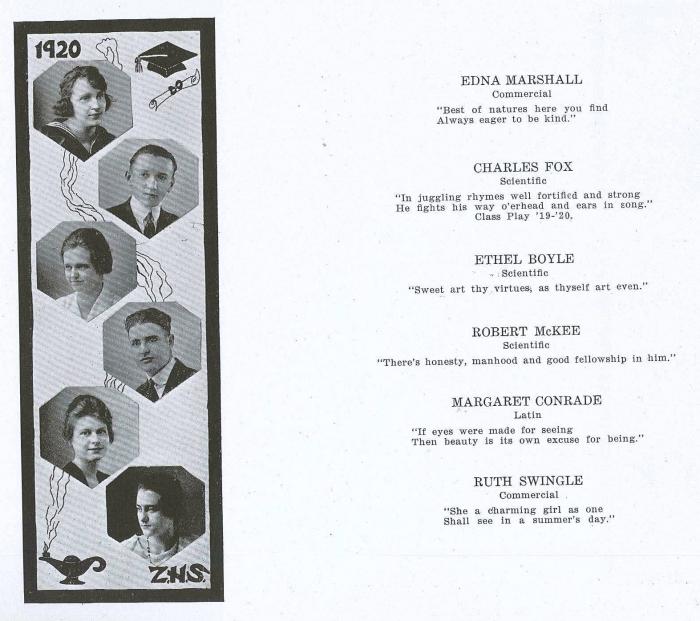 1920
EDNA MARSHALL
Commercial
"Best of natures here you find
Always eager to be kind."
CHARLES FOX
Scientific
"In juggling rhymes well fortified and strong
He fights his way o'erhead and ears in song."
Class Play '19-'20.
ETHEL BOYLE
Scientific
"Sweet art thy virtues, as thyself art even."
ROBERT McKEE
Scientific
"There's honesty, manhood and good fellowship in him."
MARGARET CONRADE
Latin
"If eyes were made for seeing
Then beauty is its own excuse for being."
RUTH SWINGLE
Commercial
"She a charming girl as one
Shall see in a summer's day."
Z.H.S.